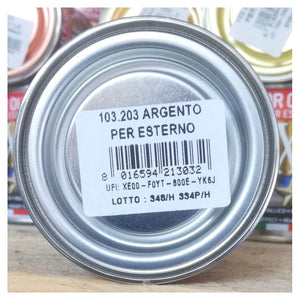 103.203 ARGENTO
PER ESTERNO
8 016594 213032
UFI: XE00-F0YT-800E-YK6J
LOTTO : 348/H 334P/H